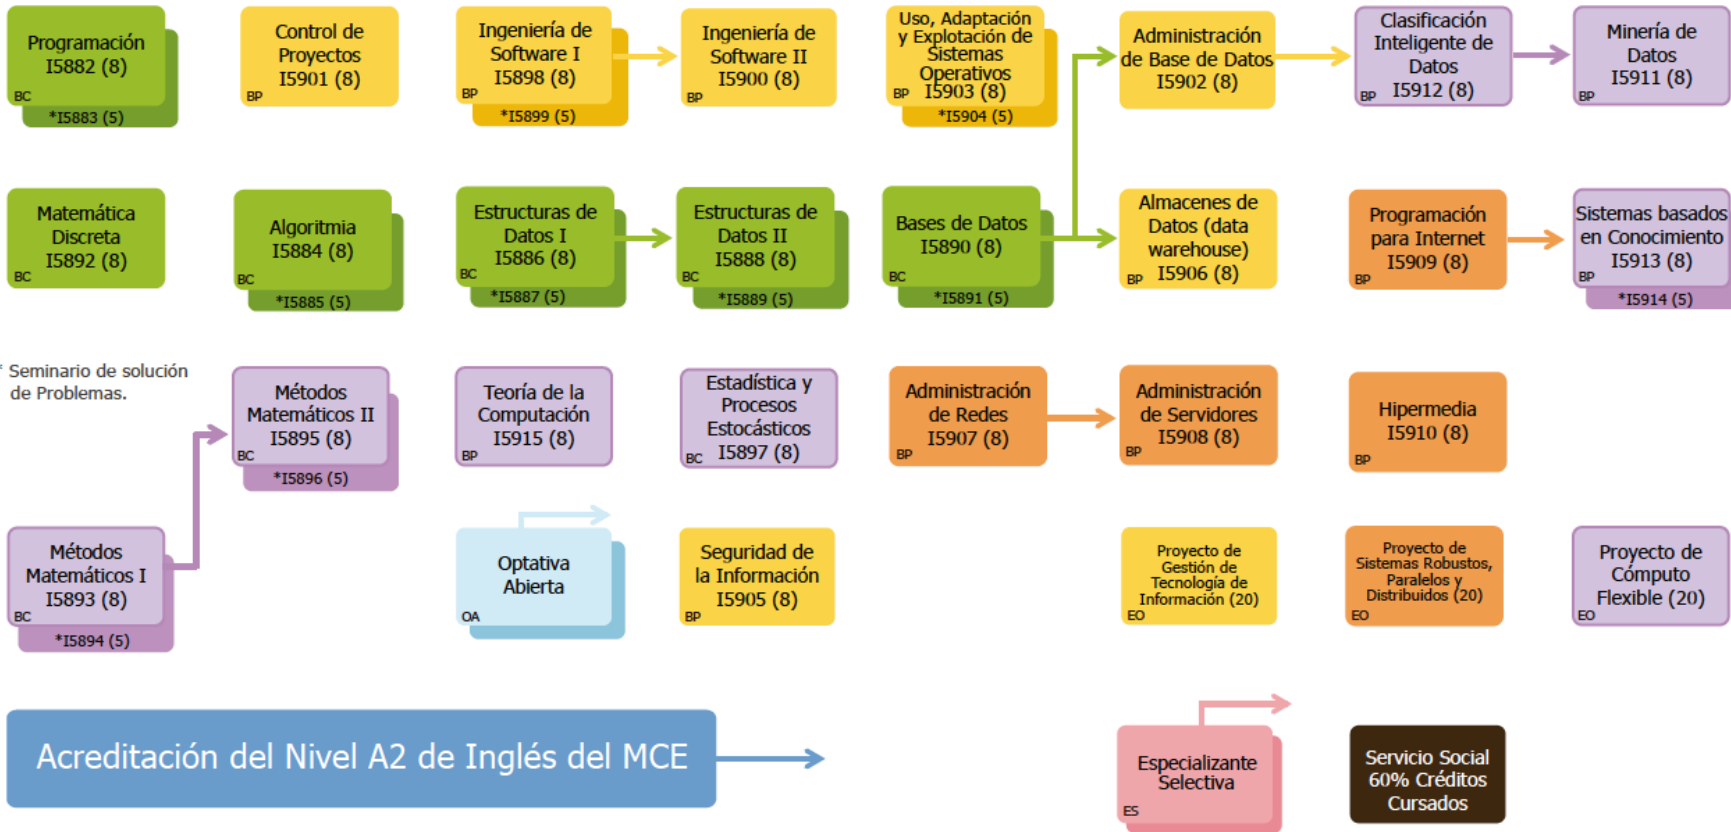 Programación
I5882 (8)
BC
*I5883 (5)
Control de
Proyectos
I5901 (8)
BP
Ingeniería de
Software I
I5898 (8)
BP
*I5899 (5)
Ingeniería de
Software II
I5900 (8)
BP
Uso, Adaptación
y Explotación de
Sistemas
Operativos
I5903 (8)
BP
*I5904 (5)
Administración
de Base de Datos
I5902 (8)
Clasificación
Inteligente de
Datos
I5912 (8)
BP
Minería de
Datos
I5911 (8)
BP
Matemática
Discreta
I5892 (8)
BC
Algoritmia
I5884 (8)
BC
*I5885 (5)
Estructuras de
Datos I
I5886 (8)
BC
*I5887 (5)
Estructuras de
Datos II
I5888 (8)
BC
*I5889 (5)
Bases de Datos
I5890 (8)
BC
*I5891 (5)
Almacenes de
Datos (data
warehouse)
I5906 (8)
BP
Programación
para Internet
I5909 (8)
BP
Sistemas basados
en Conocimiento
I5913 (8)
BP
*I5914 (5)
* Seminario de solución
de Problemas.
Métodos
Matemáticos II
I5895 (8)
BC
*I5896 (5)
Teoría de la
Computación
I5915 (8)
BP
Estadística y
Procesos
Estocásticos
I5897 (8)
BC
Administración
de Redes
I5907 (8)
BP
Administración
de Servidores
I5908 (8)
BP
Hipermedia
I5910 (8)
BP
Métodos
Matemáticos I
I5893 (8)
BC
*I5894 (5)
Optativa
Abierta
OA
Seguridad de
la Información
I5905 (8)
BP
Proyecto de
Gestión de
Tecnología de
Información (20)
EO
Proyecto de
Sistemas Robustos,
Paralelos y
Distribuidos (20)
EO
Proyecto de
Cómputo
Flexible (20)
EO
Acreditación del Nivel A2 de Inglés del MCE
Especializante
Selectiva
ES
Servicio Social
60% Créditos
Cursados